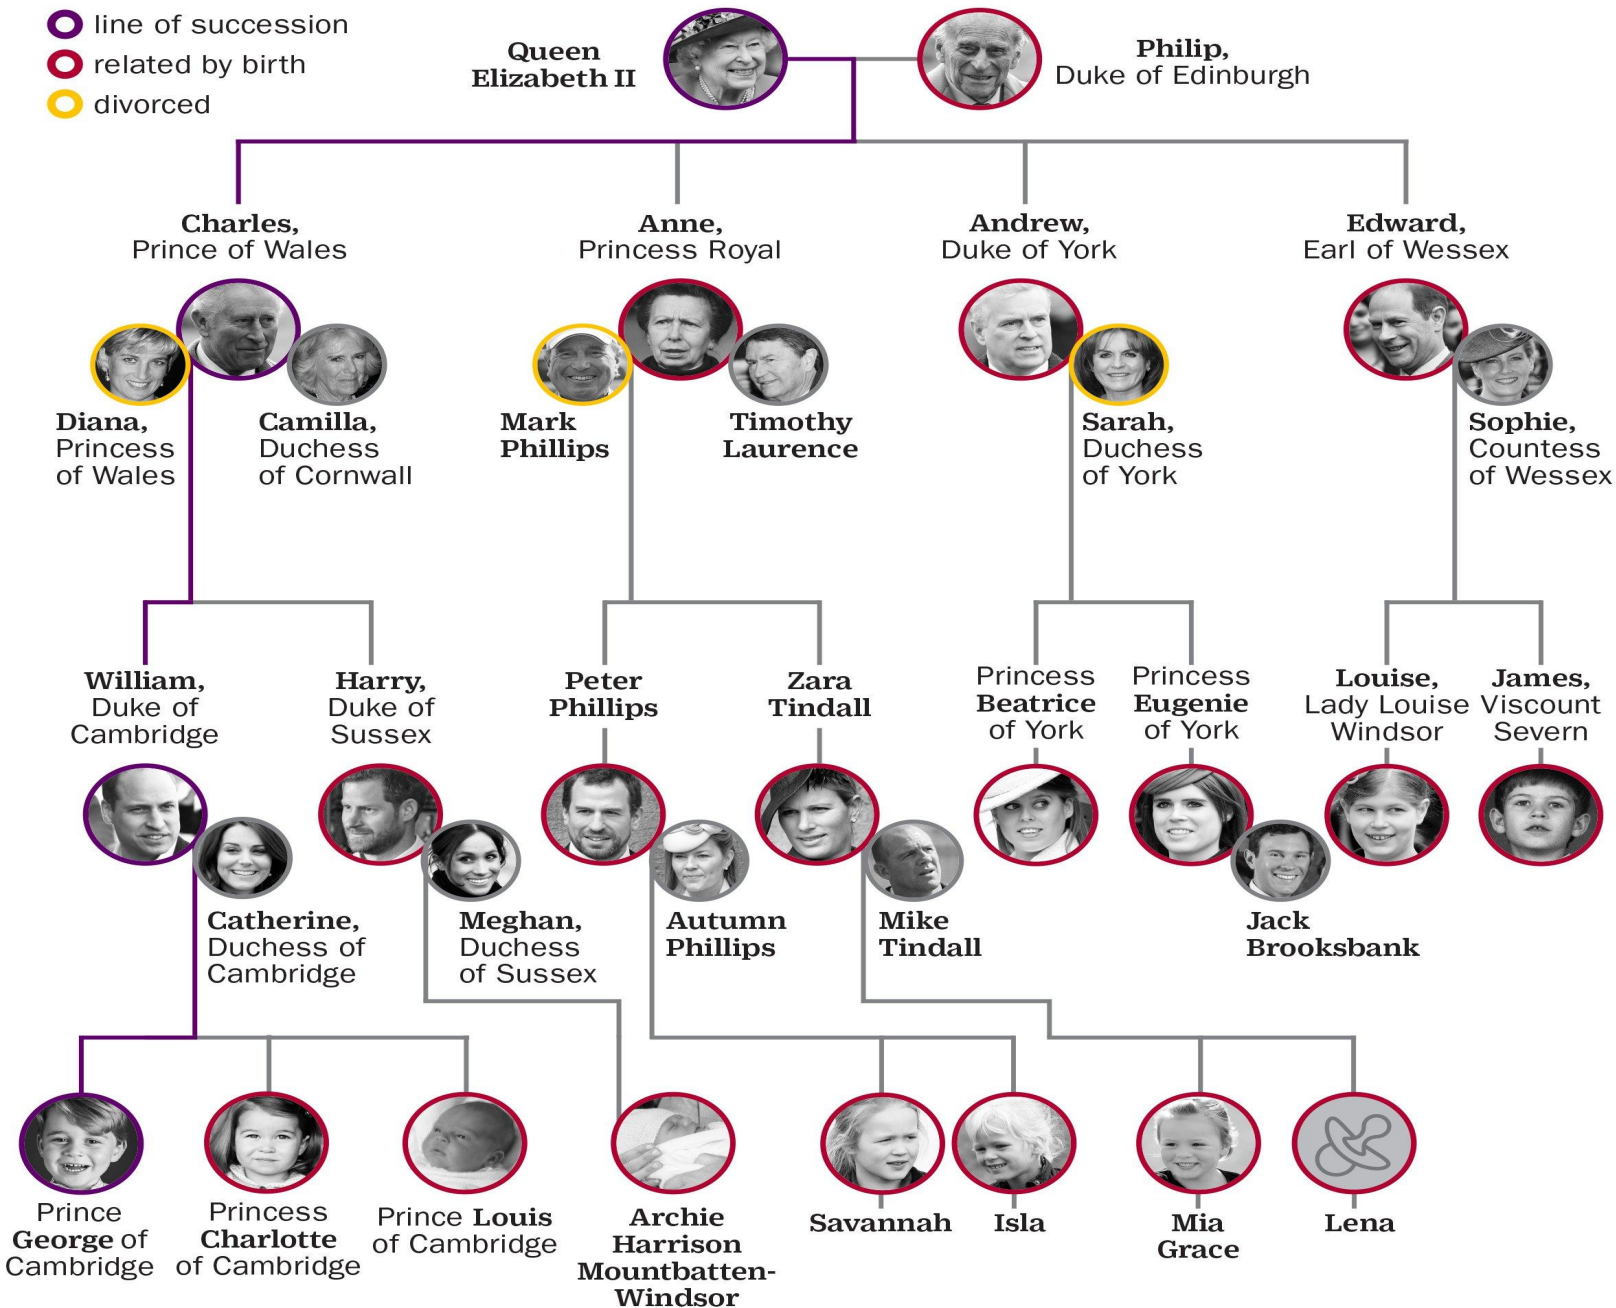 line of succession
related by birth
divorced
Queen
Elizabeth II
Philip,
Duke of Edinburgh
Charles,
Prince of Wales
Anne,
Princess Royal
Andrew,
Duke of York
Edward,
Earl of Wessex
Diana,
Princess
of Wales
Camilla,
Duchess
of Cornwall
Mark
Phillips
Timothy
Laurence
Sarah,
Duchess
of York
Sophie,
Countess
of Wessex
William,
Duke of
Cambridge
Harry,
Duke of
Sussex
Peter
Phillips
Zara
Tindall
Princess
Beatrice
of York
Princess
Eugenie
of York
Louise,
Lady Louise
Windsor
James,
Viscount
Severn
Catherine,
Duchess of
Cambridge
Meghan,
Duchess
of Sussex
Autumn
Phillips
Mike
Tindall
Jack
Brooksbank
Prince
George of
Cambridge
Princess
Charlotte
of Cambridge
Prince Louis
of Cambridge
Archie
Harrison
Mountbatten-
Windsor
Savannah
Isla
Mia
Grace
Lena